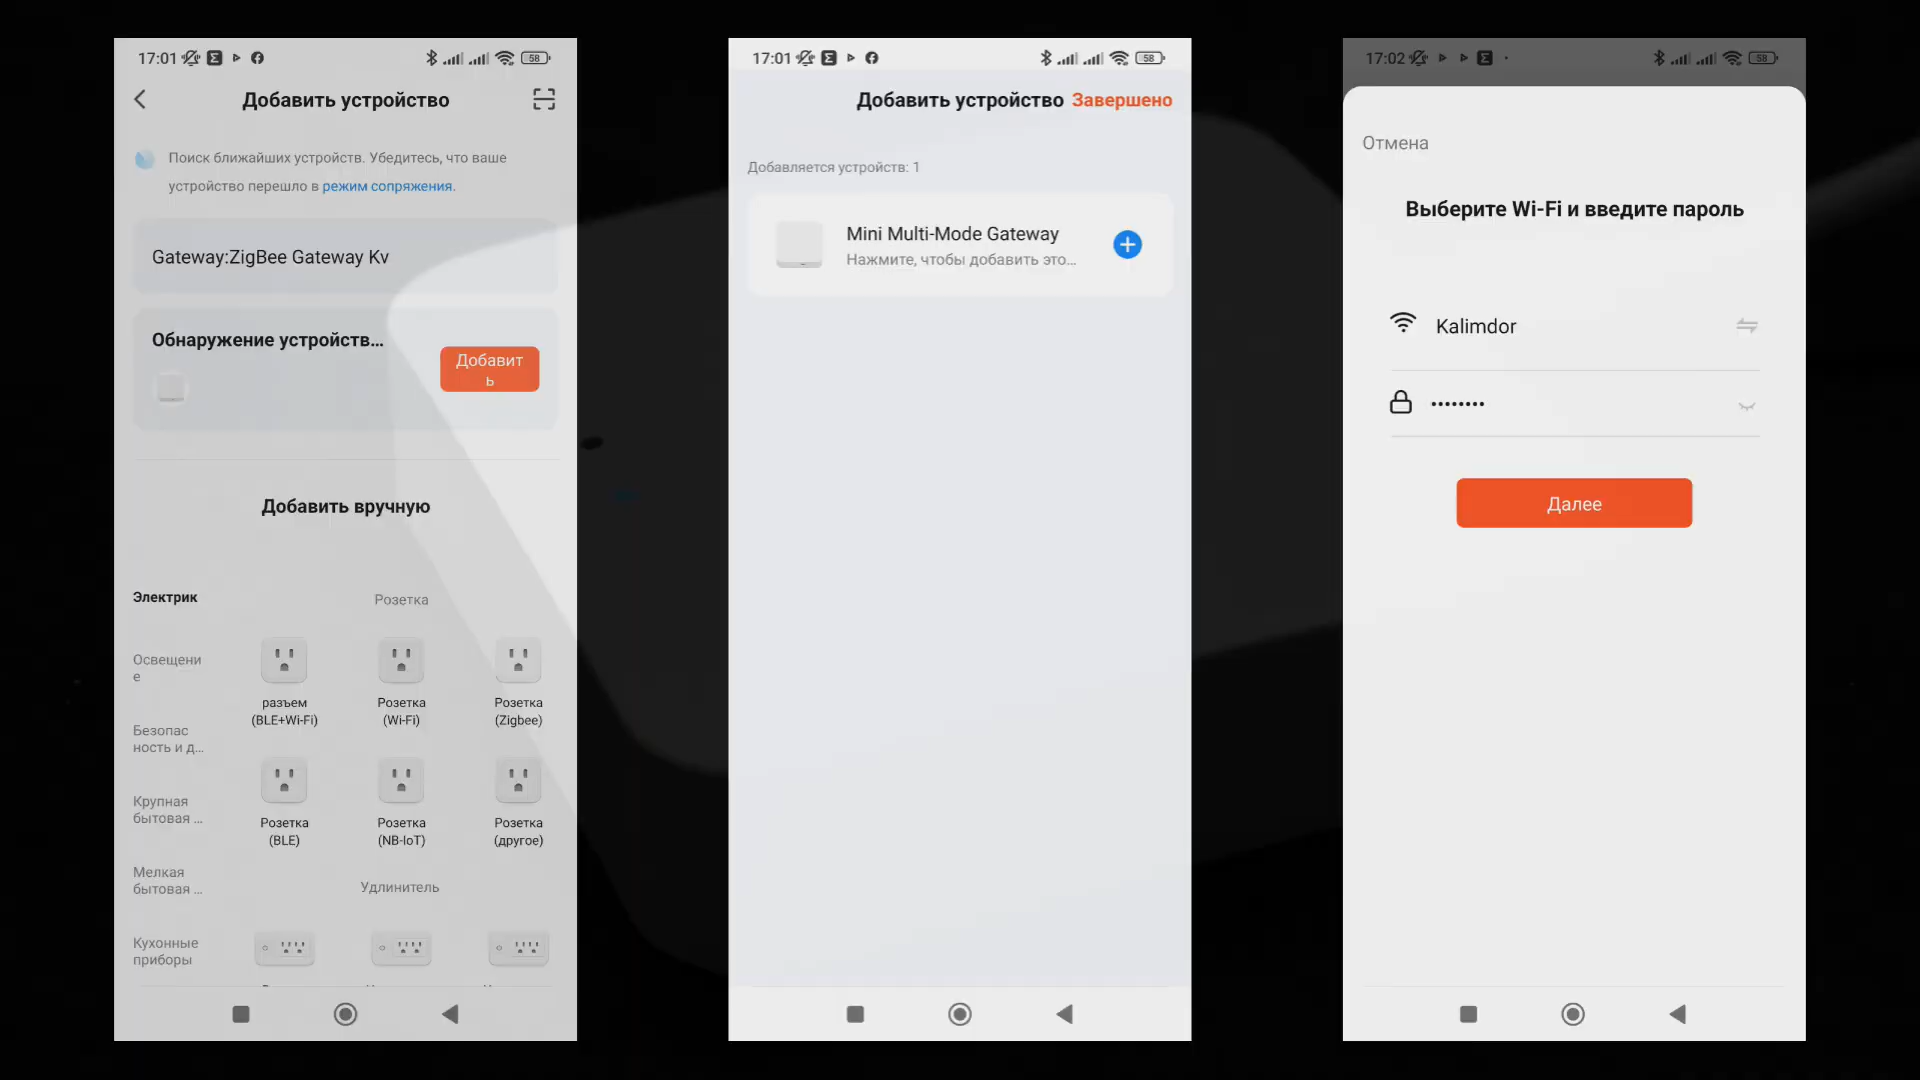 17:01
58
Добавить устройство
Поиск ближайших устройств. Убедитесь, что ваше
устройство перешло в режим сопряжения.
Gateway:ZigBee Gateway Kv
Обнаружение устройств...
Добавит
ь
Добавить вручную
Электрик
Розетка
Освещени
е
разъем
(BLE+Wi-Fi)
Розетка
(Wi-Fi)
Розетка
(Zigbee)
Безопас
ность и д...
Крупная
бытовая ...
Розетка
(BLE)
Розетка
(NB-IoT)
Розетка
(другое)
Мелкая
бытовая ...
Удлинитель
Кухонные
приборы
17:01
58
Добавить устройство Завершено
Добавляется устройств: 1
Mini Multi-Mode Gateway
Нажмите, чтобы добавить это...
17:02
58
Отмена
Выберите Wi-Fi и введите пароль
Kalimdor
••••••••
Далее